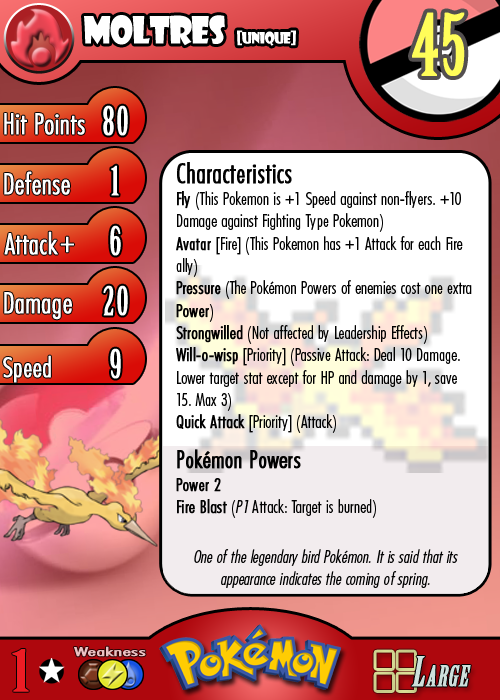 MOLTRES [UNIQUE]
45
Hit Points 80
Defense 1
Attack+ 6
Damage 20
Speed 9
Characteristics
Fly (This Pokemon is +1 Speed against non-flyers. +10
Damage against Fighting Type Pokemon)
Avatar [Fire] (This Pokemon has +1 Attack for each Fire
ally)
Pressure (The Pokémon Powers of enemies cost one extra
Power)
Strongwilled (Not affected by Leadership Effects)
Will-o-wisp [Priority] (Passive Attack: Deal 10 Damage.
Lower target stat except for HP and damage by 1, save
15. Max 3)
Quick Attack [Priority] (Attack)
Pokémon Powers
Power 2
Fire Blast (P1 Attack: Target is burned)
One of the legendary bird Pokémon. It is said that its
appearance indicates the coming of spring.
1
Weakness
POKéMON
LARGE